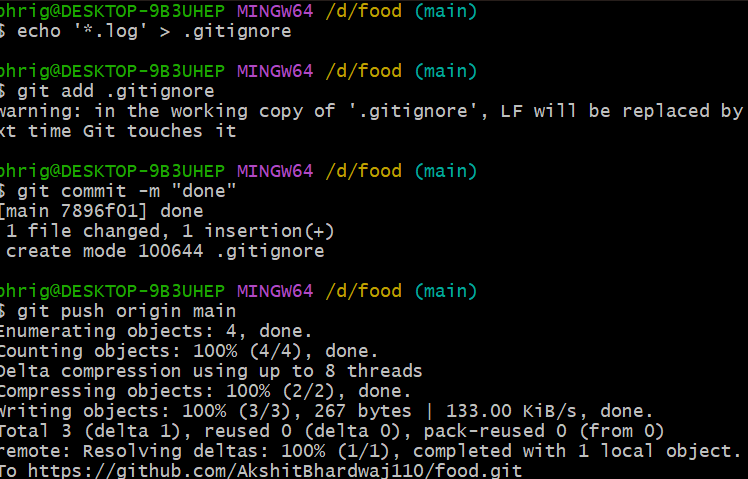 phrig@DESKTOP-9B3UHEP MINGW64 /d/food (main)
$ echo '*.log' > .gitignore
phrig@DESKTOP-9B3UHEP MINGW64 /d/food (main)
$ git add .gitignore
warning: in the working copy of '.gitignore', LF will be replaced by
xt time Git touches it
phrig@DESKTOP-9B3UHEP MINGW64 /d/food (main)
$ git commit -m "done"
[main 7896f01] done
1 file changed, 1 insertion(+)
create mode 100644 .gitignore
phrig@DESKTOP-9B3UHEP MINGW64 /d/food (main)
$ git push origin main
Enumerating objects: 4, done.
Counting objects: 100% (4/4), done.
Delta compression using up to 8 threads
Compressing objects: 100% (2/2), done.
Writing objects: 100% (3/3), 267 bytes | 133.00 KiB/s, done.
Total 3 (delta 1), reused 0 (delta 0), pack-reused 0 (from 0)
remote: Resolving deltas: 100% (1/1), completed with 1 local object.
To https://github.com/AkshitBhardwaj110/food.git